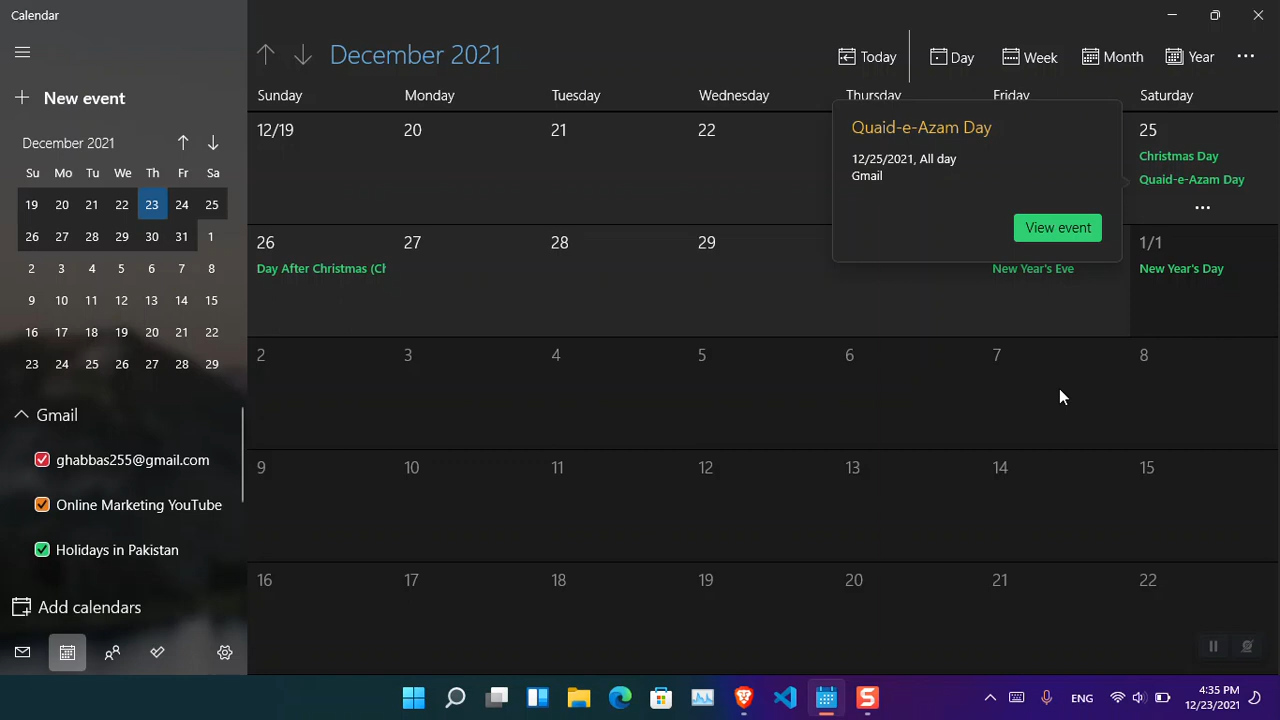 Calendar
New event
December 2021
Su Mo Tu We Th Fr Sa
19 20 21 22 23 24 25
26 27 28 29 30 31 1
2 3 4 5 6 7 8
9 10 11 12 13 14 15
16 17 18 19 20 21 22
23 24 25 26 27 28 29
Gmail
ghabbas255@gmail.com
Online Marketing YouTube
Holidays in Pakistan
Add calendars
December 2021
Today Day Week Month Year
Sunday Monday Tuesday Wednesday Thursday Friday Saturday
12/19 20 21 22 25
Christmas Day
Quaid-e-Azam Day
Quaid-e-Azam Day
12/25/2021, All day
Gmail
View event
26 27 28 29 1/1
Day After Christmas (Ch
New Year's Eve
New Year's Day
2 3 4 5 6 7 8
9 10 11 12 13 14 15
16 17 18 19 20 21 22
ENG
4:35 PM
12/23/2021